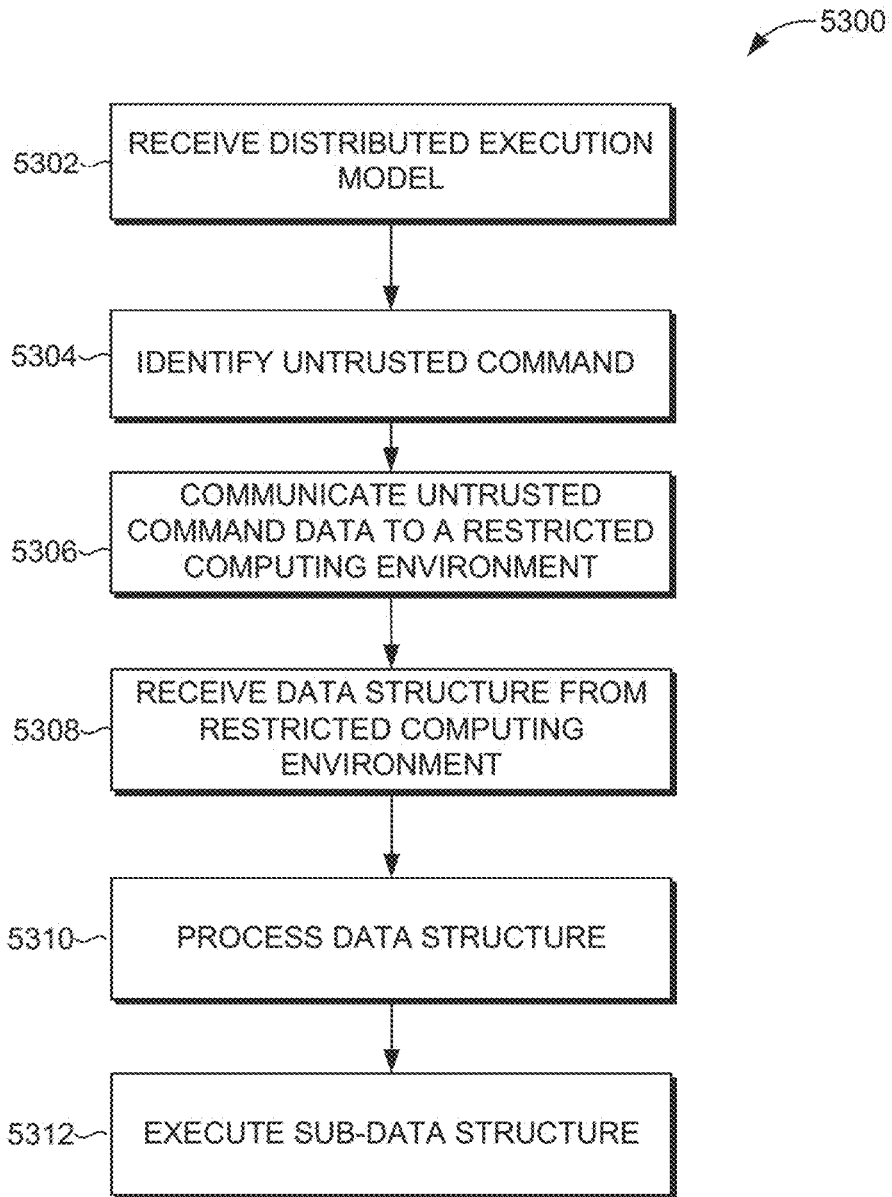 5300
5302
RECEIVE DISTRIBUTED EXECUTION
MODEL
5304
IDENTIFY UNTRUSTED COMMAND
5306
COMMUNICATE UNTRUSTED
COMMAND DATA TO A RESTRICTED
COMPUTING ENVIRONMENT
5308
RECEIVE DATA STRUCTURE FROM
RESTRICTED COMPUTING
ENVIRONMENT
5310
PROCESS DATA STRUCTURE
5312
EXECUTE SUB-DATA STRUCTURE